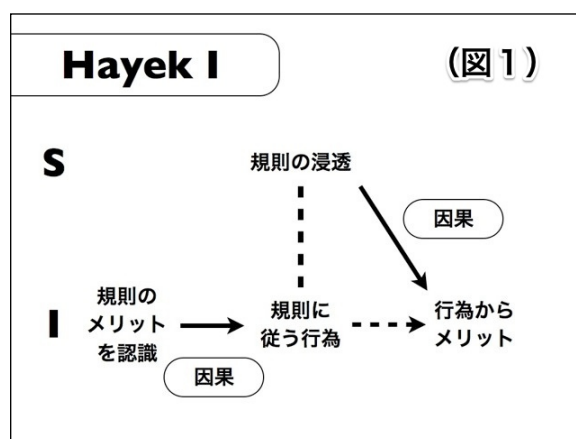 Hayek I
（図１）
S
規則の浸透
因果
I
規則の
メリット
を認識
規則に
従う行為
行為から
メリット
因果